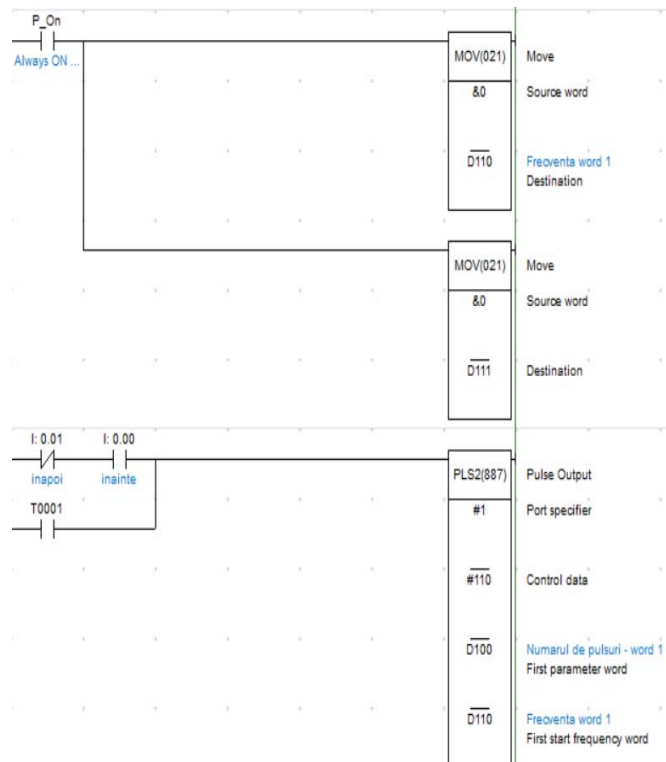 P_On
Always ON ...
MOV(021) Move
&0 Source word
D110 Frecventa word 1
Destination
MOV(021) Move
&0 Source word
D111 Destination
I: 0.01 I: 0.00
inapoi inainte
PLS2(887) Pulse Output
T0001
#1 Port specifier
#110 Control data
D100 Numarul de pulsuri - word 1
First parameter word
D110 Frecventa word 1
First start frequency word